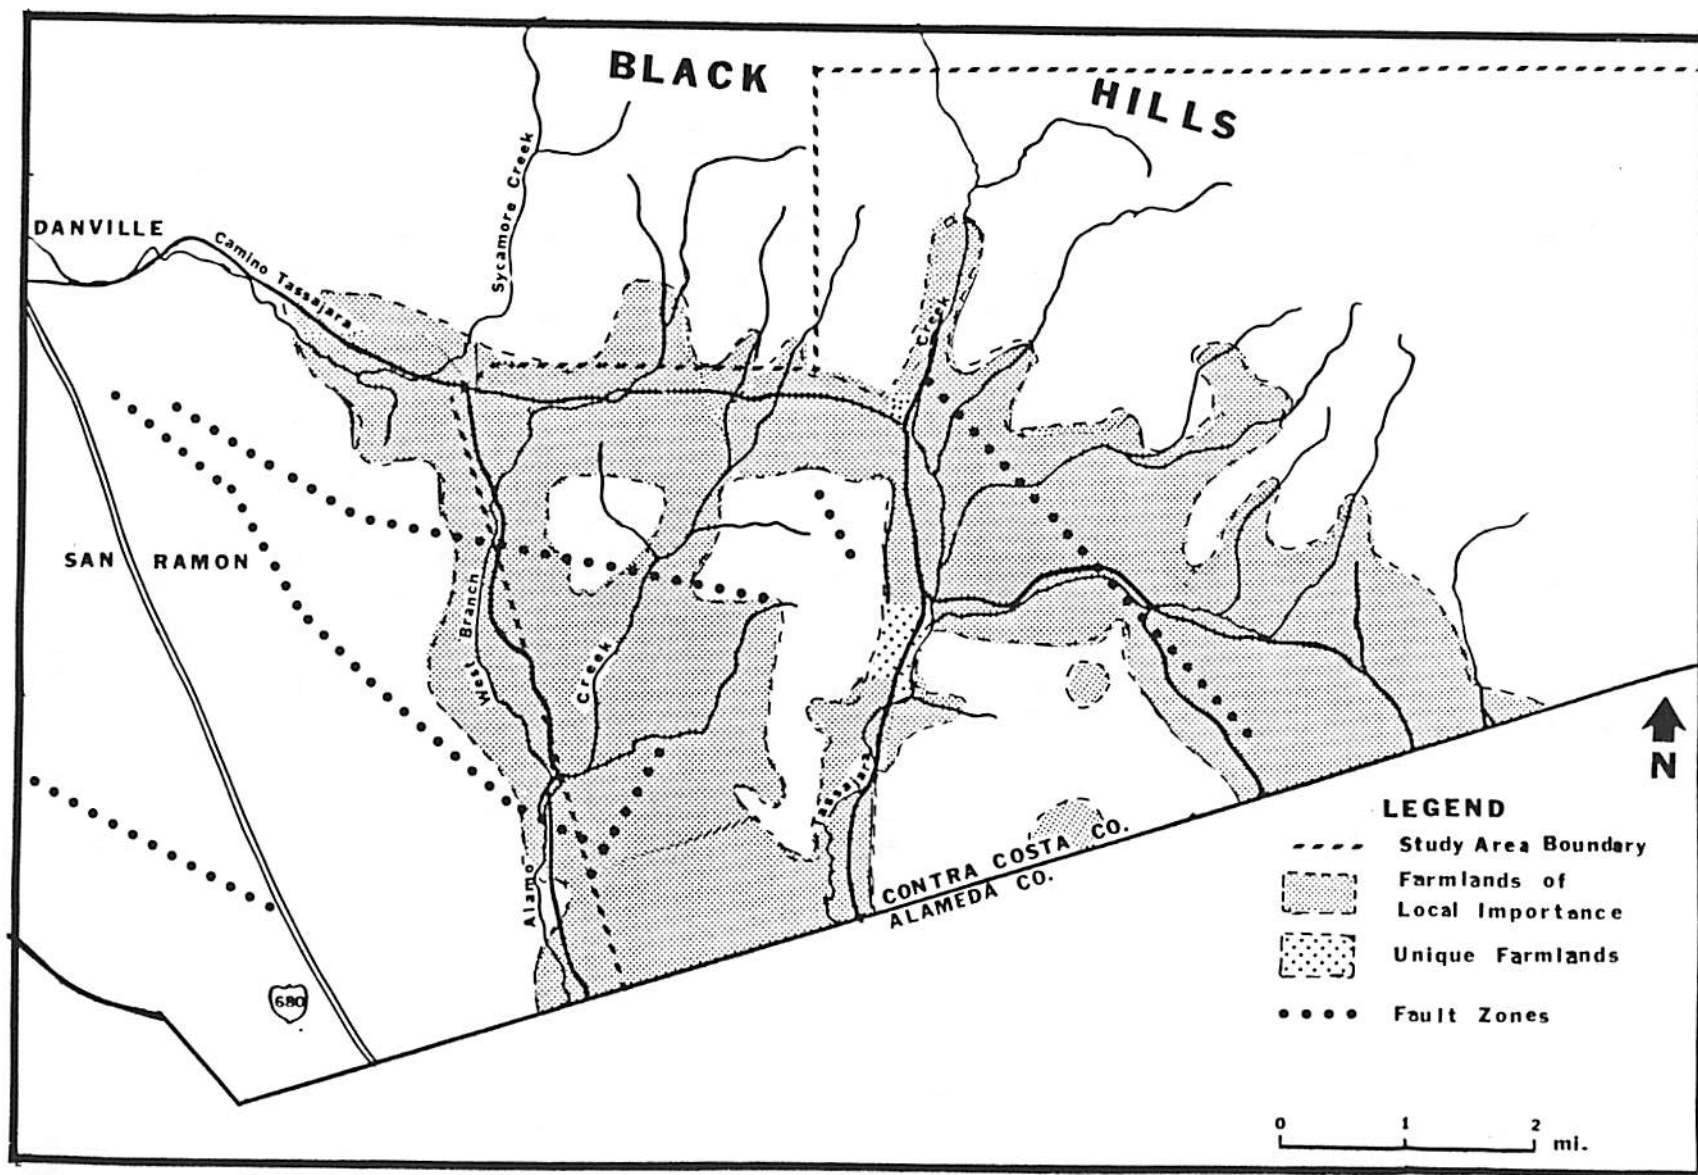 BLACK
HILLS
Sycamore Creek
DANVILLE
Camino Tassajara
Creek
SAN RAMON
West Branch
Creek
Tassajara
Alamo
CONTRA COSTA CO.
ALAMEDA CO.
680
N
LEGEND
Study Area Boundary
Farmlands of
Local Importance
Unique Farmlands
Fault Zones
0 1 2 mi.